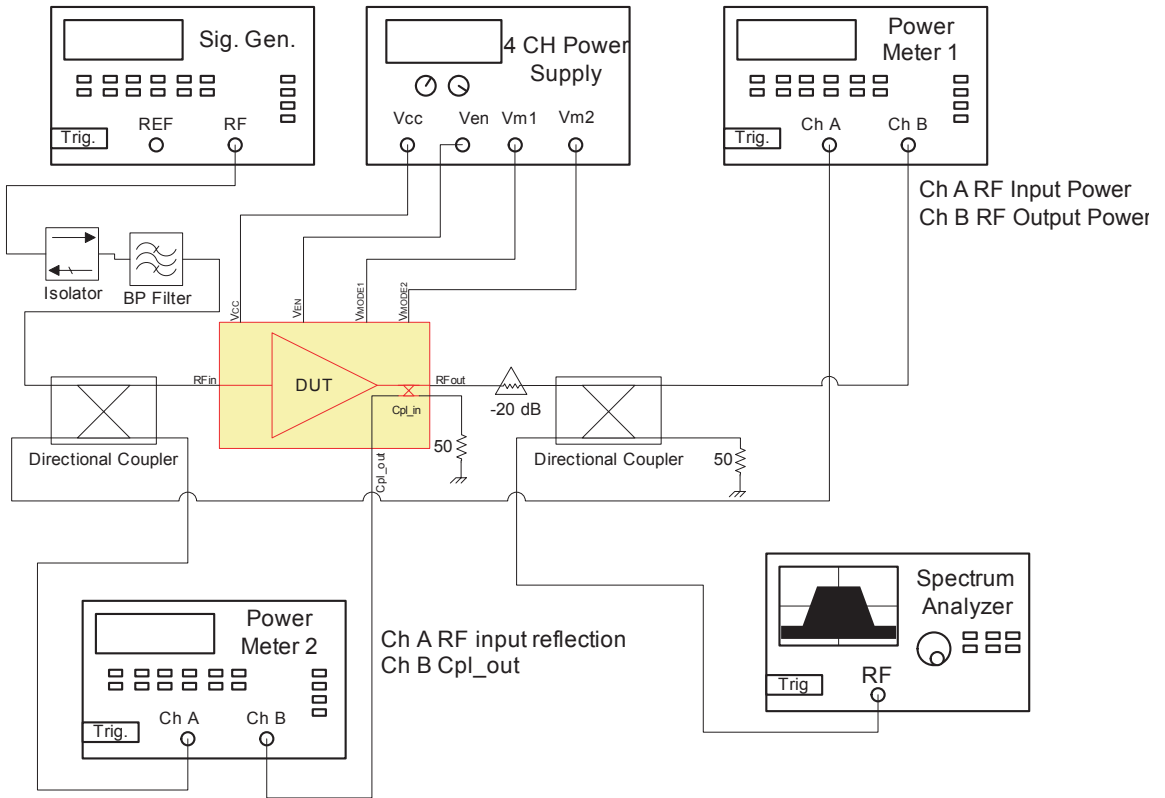 Sig. Gen.
Trig.
REF
RF
4 CH Power
Supply
Vcc
Ven
Vm1
Vm2
Power
Meter 1
Trig.
Ch A
Ch B
Ch A RF Input Power
Ch B RF Output Power
Isolator
BP Filter
VCC
VEN
VMODE1
VMODE2
RFin
DUT
RFout
Cpl_in
Cpl_out
50
-20 dB
Directional Coupler
Directional Coupler
50
Power
Meter 2
Trig.
Ch A
Ch B
Ch A RF input reflection
Ch B Cpl_out
Spectrum
Analyzer
Trig
RF